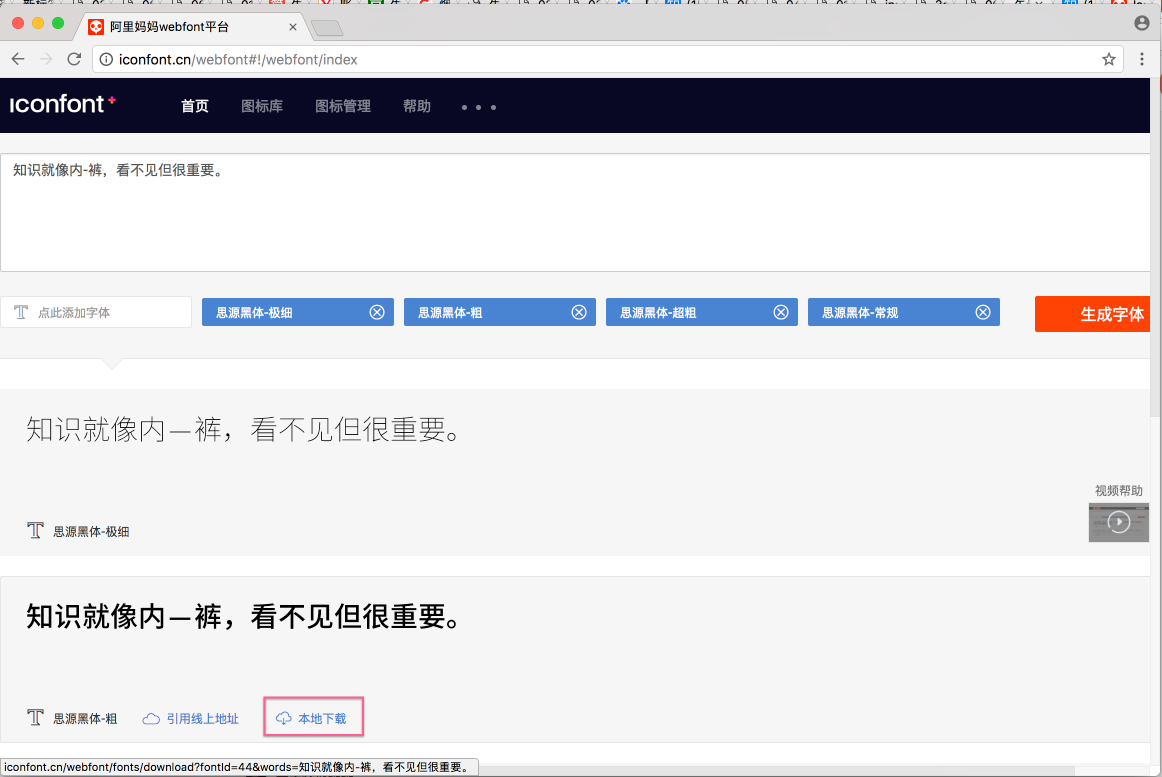 阿里妈妈webfont平台
iconfont.cn/webfont#!/webfont/index
iconfont+
首页 图标库 图标管理 帮助
知识就像内-裤，看不见但很重要。
点此添加字体 思源黑体-极细 思源黑体-粗 思源黑体-超粗 思源黑体-常规 生成字体
知识就像内-裤，看不见但很重要。
视频帮助
思源黑体-极细
知识就像内-裤，看不见但很重要。
思源黑体-粗 引用线上地址 本地下载
iconfont.cn/webfont/fonts/download?fontId=44&words=知识就像内-裤，看不见但很重要。